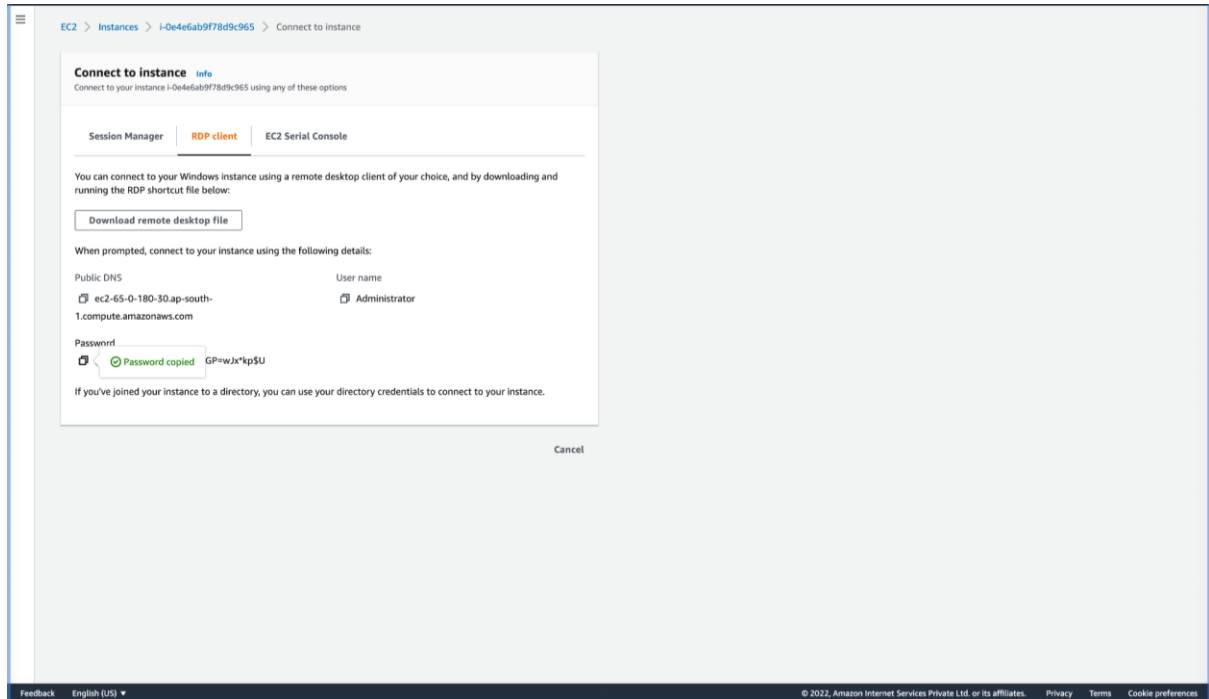 EC2 > Instances > i-0e4e6ab9f78d9c965 > Connect to instance
Connect to instance Info
Connect to your instance i-0e4e6ab9f78d9c965 using any of these options
Session Manager RDP client EC2 Serial Console
You can connect to your Windows instance using a remote desktop client of your choice, and by downloading and
running the RDP shortcut file below:
Download remote desktop file
When prompted, connect to your instance using the following details:
Public DNS User name
ec2-65-0-180-30.ap-south- Administrator
1.compute.amazonaws.com
Password
Password copied GP=wJx*kp$U
If you've joined your instance to a directory, you can use your directory credentials to connect to your instance.
Cancel
Feedback English (US) ▼ © 2022, Amazon Internet Services Private Ltd. or its affiliates. Privacy Terms Cookie preferences